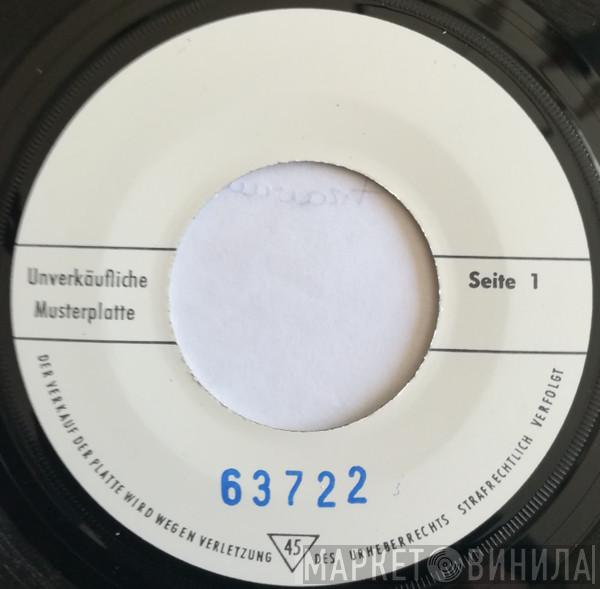 Unverkäufliche
Musterplatte
Seite 1
63722
DER VERKAUF DER PLATTE WIRD WEGEN VERLETZUNG 45 DES URHEBERRECHTS STRAFRECHTLICH VERFOLGT
МАРКЕТ ВИНИЛА